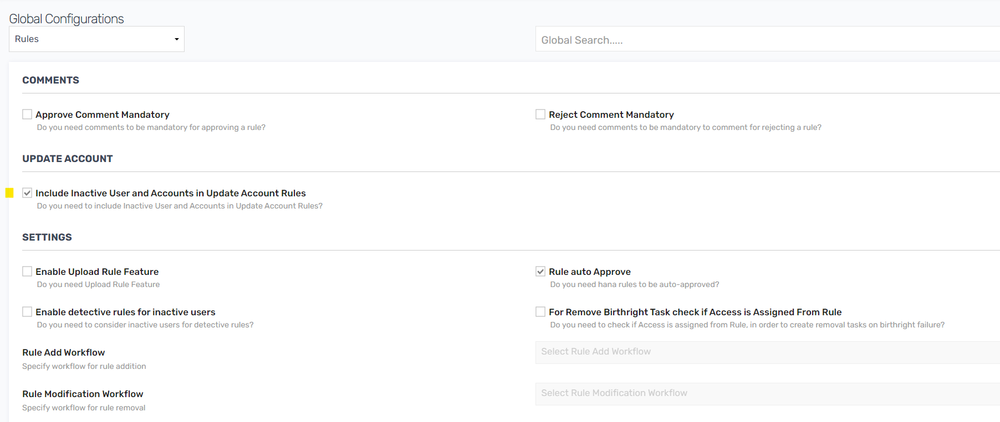 Global Configurations
Rules
Global Search.....
COMMENTS
Approve Comment Mandatory
Do you need comments to be mandatory for approving a rule?
Reject Comment Mandatory
Do you need comments to be mandatory to comment for rejecting a rule?
UPDATE ACCOUNT
Include Inactive User and Accounts in Update Account Rules
Do you need to include Inactive User and Accounts in Update Account Rules?
SETTINGS
Enable Upload Rule Feature
Do you need Upload Rule Feature
Rule auto Approve
Do you need hana rules to be auto-approved?
Enable detective rules for inactive users
Do you need to consider inactive users for detective rules?
For Remove Birthright Task check if Access is Assigned From Rule
Do you need to check if Access is assigned from Rule, in order to create removal tasks on birthright failure?
Rule Add Workflow
Specify workflow for rule addition
Select Rule Add Workflow
Rule Modification Workflow
Specify workflow for rule removal
Select Rule Modification Workflow